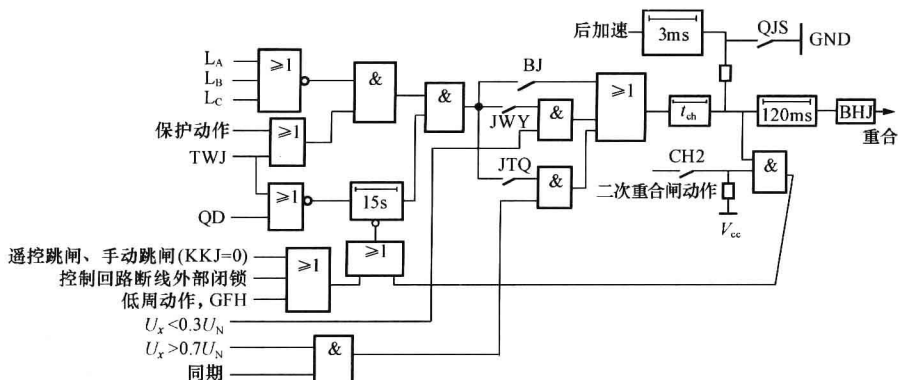 后加速
3ms
QJS
GND
L_A
L_B
L_C
≥1
&
&
BJ
≥1
JWY
&
t_ch
120ms
BHJ
重合
保护动作
≥1
TWJ
JTQ
&
CH2
&
二次重合闸动作
V_cc
≥1
15s
QD
≥1
遥控跳闸、手动跳闸(KKJ=0)
≥1
控制回路断线外部闭锁
低周动作, GFH
U_x<0.3U_N
U_x>0.7U_N
&
同期